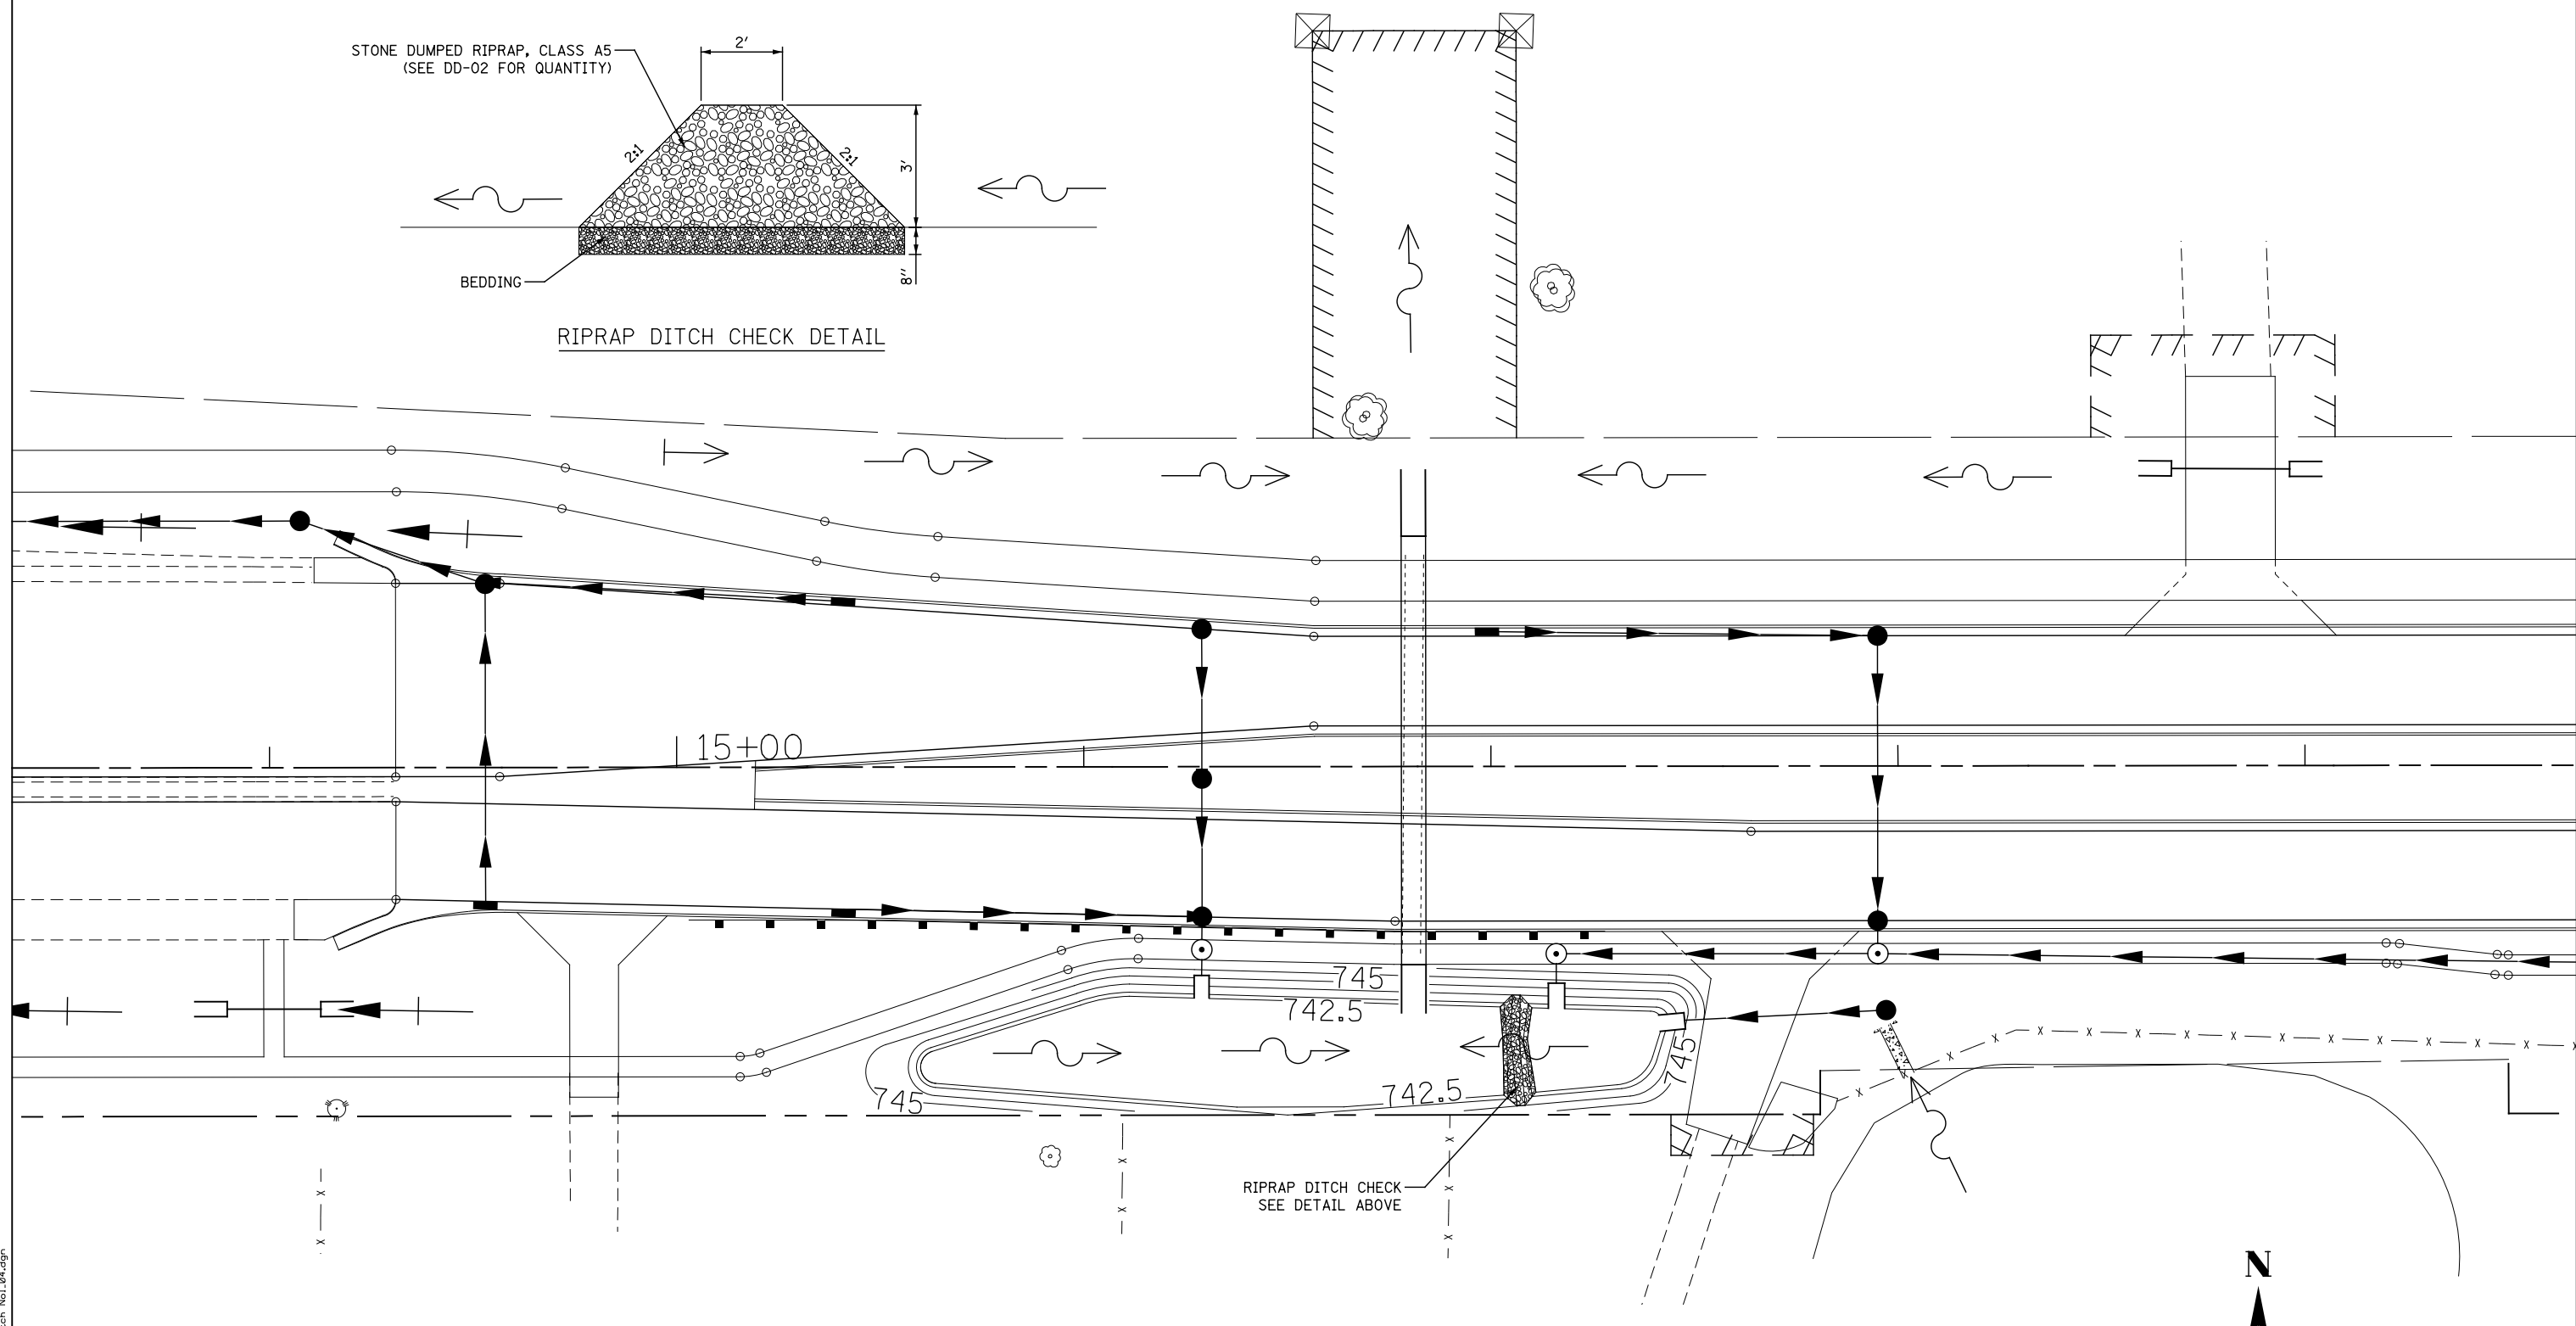 STONE DUMPED RIPRAP, CLASS A5
(SEE DD-02 FOR QUANTITY)
2'
2:1
2:1
3'
8"
BEDDING
RIPRAP DITCH CHECK DETAIL
15+00
745
742.5
745
742.5
745
RIPRAP DITCH CHECK
SEE DETAIL ABOVE
N